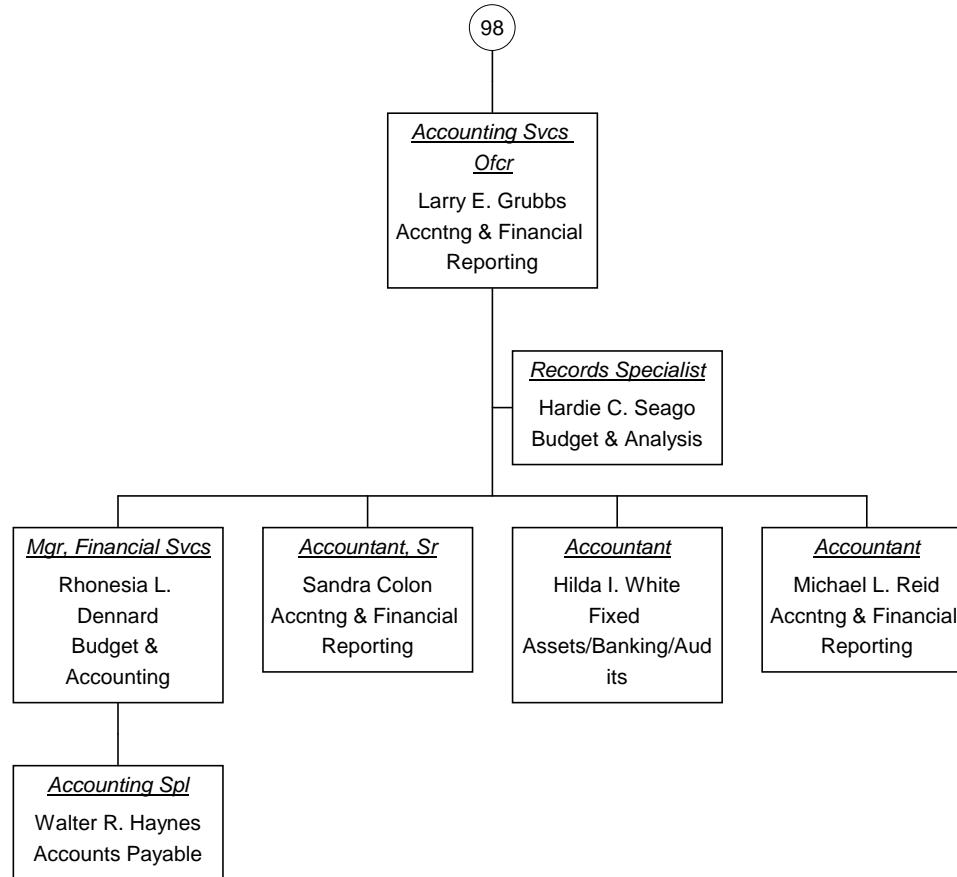 98
Accounting Svcs
Ofcr
Larry E. Grubbs
Accntng & Financial
Reporting
Records Specialist
Hardie C. Seago
Budget & Analysis
Mgr, Financial Svcs
Rhonesia L.
Dennard
Budget &
Accounting
Accountant, Sr
Sandra Colon
Accntng & Financial
Reporting
Accountant
Hilda I. White
Fixed
Assets/Banking/Aud
its
Accountant
Michael L. Reid
Accntng & Financial
Reporting
Accounting Spl
Walter R. Haynes
Accounts Payable